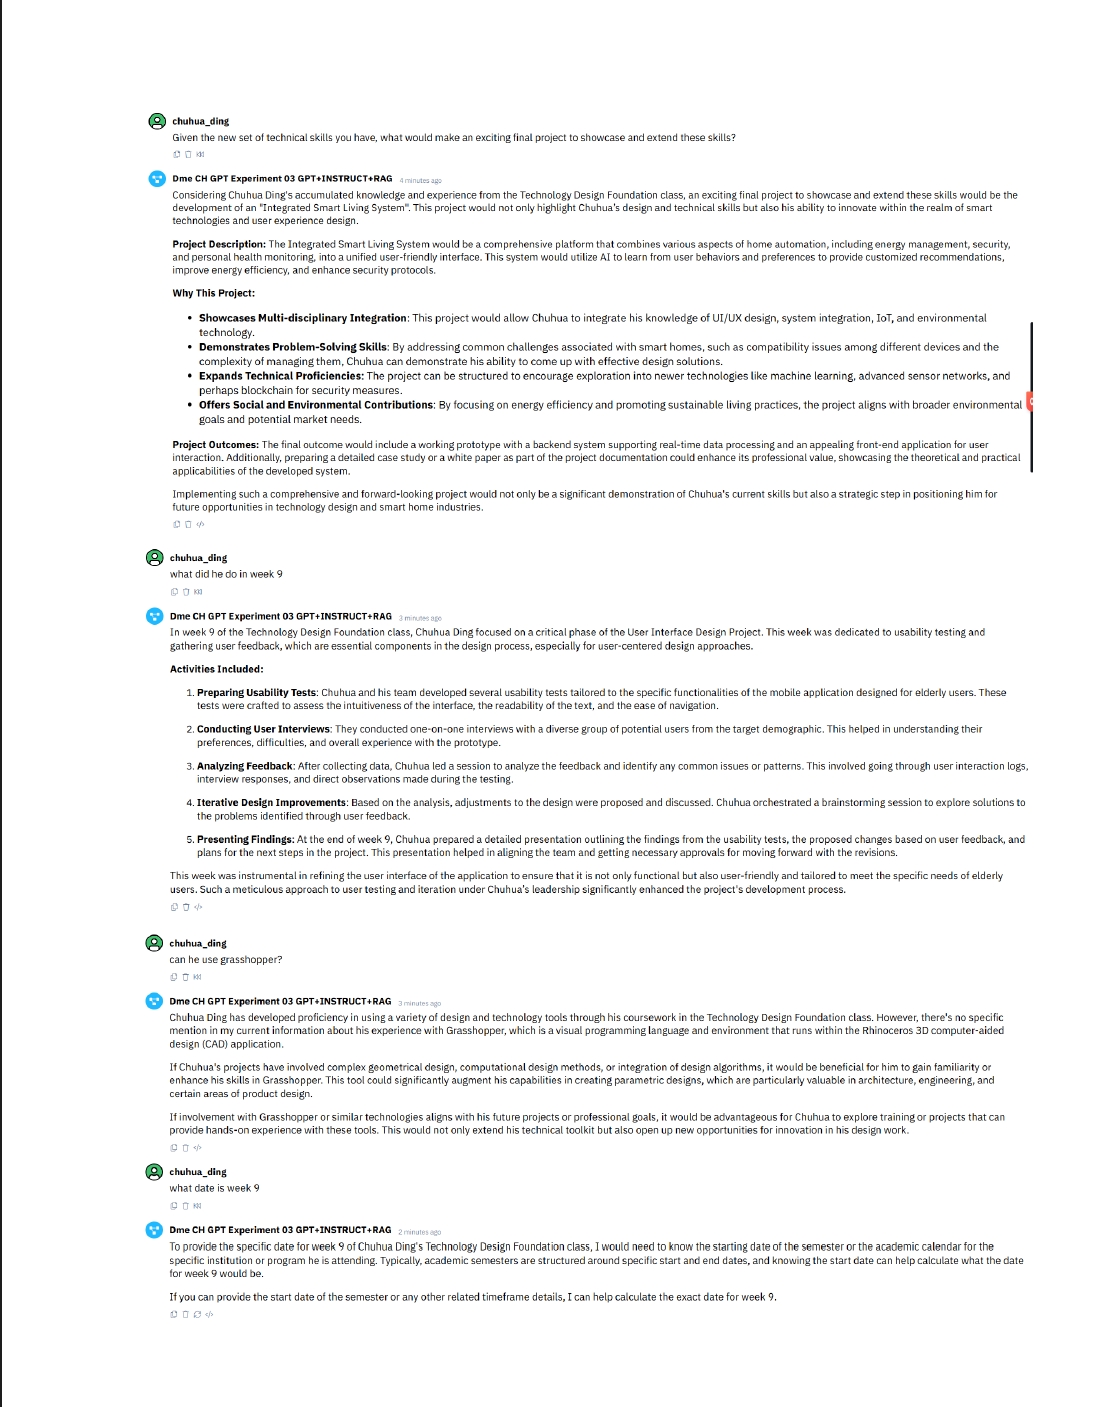 chuhua_ding
Given the new set of technical skills you have, what would make an exciting final project to showcase and extend these skills?
Dme CH GPT Experiment 03 GPT+INSTRUCT+RAG 4 minutes ago
Considering Chuhua Ding's accumulated knowledge and experience from the Technology Design Foundation class, an exciting final project to showcase and extend these skills would be the
development of an "Integrated Smart Living System". This project would not only highlight Chuhua's design and technical skills but also his ability to innovate within the realm of smart
technologies and user experience design.
Project Description: The Integrated Smart Living System would be a comprehensive platform that combines various aspects of home automation, including energy management, security,
and personal health monitoring, into a unified user-friendly interface. This system would utilize AI to learn from user behaviors and preferences to provide customized recommendations,
improve energy efficiency, and enhance security protocols.
Why This Project:
• Showcases Multi-disciplinary Integration: This project would allow Chuhua to integrate his knowledge of UI/UX design, system integration, IoT, and environmental
technology.
• Demonstrates Problem-Solving Skills: By addressing common challenges associated with smart homes, such as compatibility issues among different devices and the
complexity of managing them, Chuhua can demonstrate his ability to come up with effective design solutions.
• Expands Technical Proficiencies: The project can be structured to encourage exploration into newer technologies like machine learning, advanced sensor networks, and
perhaps blockchain for security measures.
• Offers Social and Environmental Contributions: By focusing on energy efficiency and promoting sustainable living practices, the project aligns with broader environmental
goals and potential market needs.
Project Outcomes: The final outcome would include a working prototype with a backend system supporting real-time data processing and an appealing front-end application for user
interaction. Additionally, preparing a detailed case study or a white paper as part of the project documentation could enhance its professional value, showcasing the theoretical and practical
applicabilities of the developed system.
Implementing such a comprehensive and forward-looking project would not only be a significant demonstration of Chuhua's current skills but also a strategic step in positioning him for
future opportunities in technology design and smart home industries.
chuhua_ding
what did he do in week 9
Dme CH GPT Experiment 03 GPT+INSTRUCT+RAG 3 minutes ago
In week 9 of the Technology Design Foundation class, Chuhua Ding focused on a critical phase of the User Interface Design Project. This week was dedicated to usability testing and
gathering user feedback, which are essential components in the design process, especially for user-centered design approaches.
Activities Included:
1. Preparing Usability Tests: Chuhua and his team developed several usability tests tailored to the specific functionalities of the mobile application designed for elderly users. These
tests were crafted to assess the intuitiveness of the interface, the readability of the text, and the ease of navigation.
2. Conducting User Interviews: They conducted one-on-one interviews with a diverse group of potential users from the target demographic. This helped in understanding their
preferences, difficulties, and overall experience with the prototype.
3. Analyzing Feedback: After collecting data, Chuhua led a session to analyze the feedback and identify any common issues or patterns. This involved going through user interaction logs,
interview responses, and direct observations made during the testing.
4. Iterative Design Improvements: Based on the analysis, adjustments to the design were proposed and discussed. Chuhua orchestrated a brainstorming session to explore solutions to
the problems identified through user feedback.
5. Presenting Findings: At the end of week 9, Chuhua prepared a detailed presentation outlining the findings from the usability tests, the proposed changes based on user feedback, and
plans for the next steps in the project. This presentation helped in aligning the team and getting necessary approvals for moving forward with the revisions.
This week was instrumental in refining the user interface of the application to ensure that it is not only functional but also user-friendly and tailored to meet the specific needs of elderly
users. Such a meticulous approach to user testing and iteration under Chuhua's leadership significantly enhanced the project's development process.
chuhua_ding
can he use grasshopper?
Dme CH GPT Experiment 03 GPT+INSTRUCT+RAG 3 minutes ago
Chuhua Ding has developed proficiency in using a variety of design and technology tools through his coursework in the Technology Design Foundation class. However, there's no specific
mention in my current information about his experience with Grasshopper, which is a visual programming language and environment that runs within the Rhinoceros 3D computer-aided
design (CAD) application.
If Chuhua's projects have involved complex geometrical design, computational design methods, or integration of design algorithms, it would be beneficial for him to gain familiarity or
enhance his skills in Grasshopper. This tool could significantly augment his capabilities in creating parametric designs, which are particularly valuable in architecture, engineering, and
certain areas of product design.
If involvement with Grasshopper or similar technologies aligns with his future projects or professional goals, it would be advantageous for Chuhua to explore training or projects that can
provide hands-on experience with these tools. This would not only extend his technical toolkit but also open up new opportunities for innovation in his design work.
chuhua_ding
what date is week 9
Dme CH GPT Experiment 03 GPT+INSTRUCT+RAG 2 minutes ago
To provide the specific date for week 9 of Chuhua Ding's Technology Design Foundation class, I would need to know the starting date of the semester or the academic calendar for the
specific institution or program he is attending. Typically, academic semesters are structured around specific start and end dates, and knowing the start date can help calculate what the date
for week 9 would be.
If you can provide the start date of the semester or any other related timeframe details, I can help calculate the exact date for week 9.